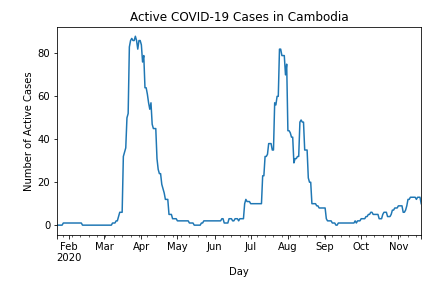 Active COVID-19 Cases in Cambodia
Number of Active Cases
80
60
40
20
0
Feb Mar Apr May Jun Jul Aug Sep Oct Nov
2020
Day